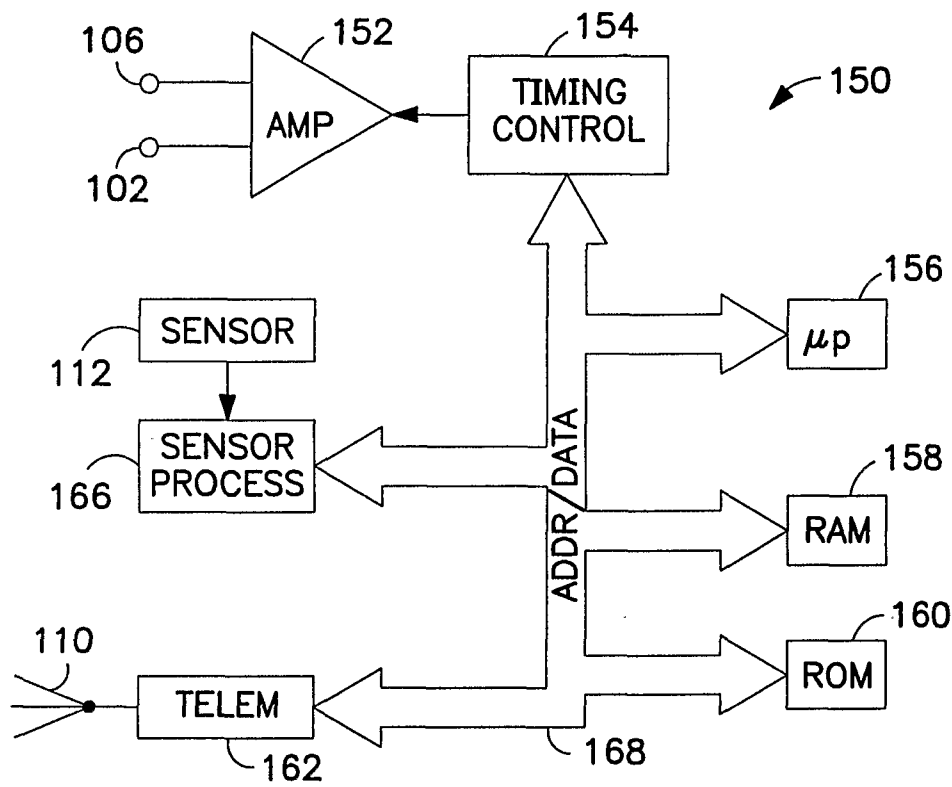 106
152
154
150
AMP
TIMING
CONTROL
102
156
SENSOR
μp
112
ADDR/DATA
SENSOR
PROCESS
158
166
RAM
110
160
TELEM
ROM
162
168